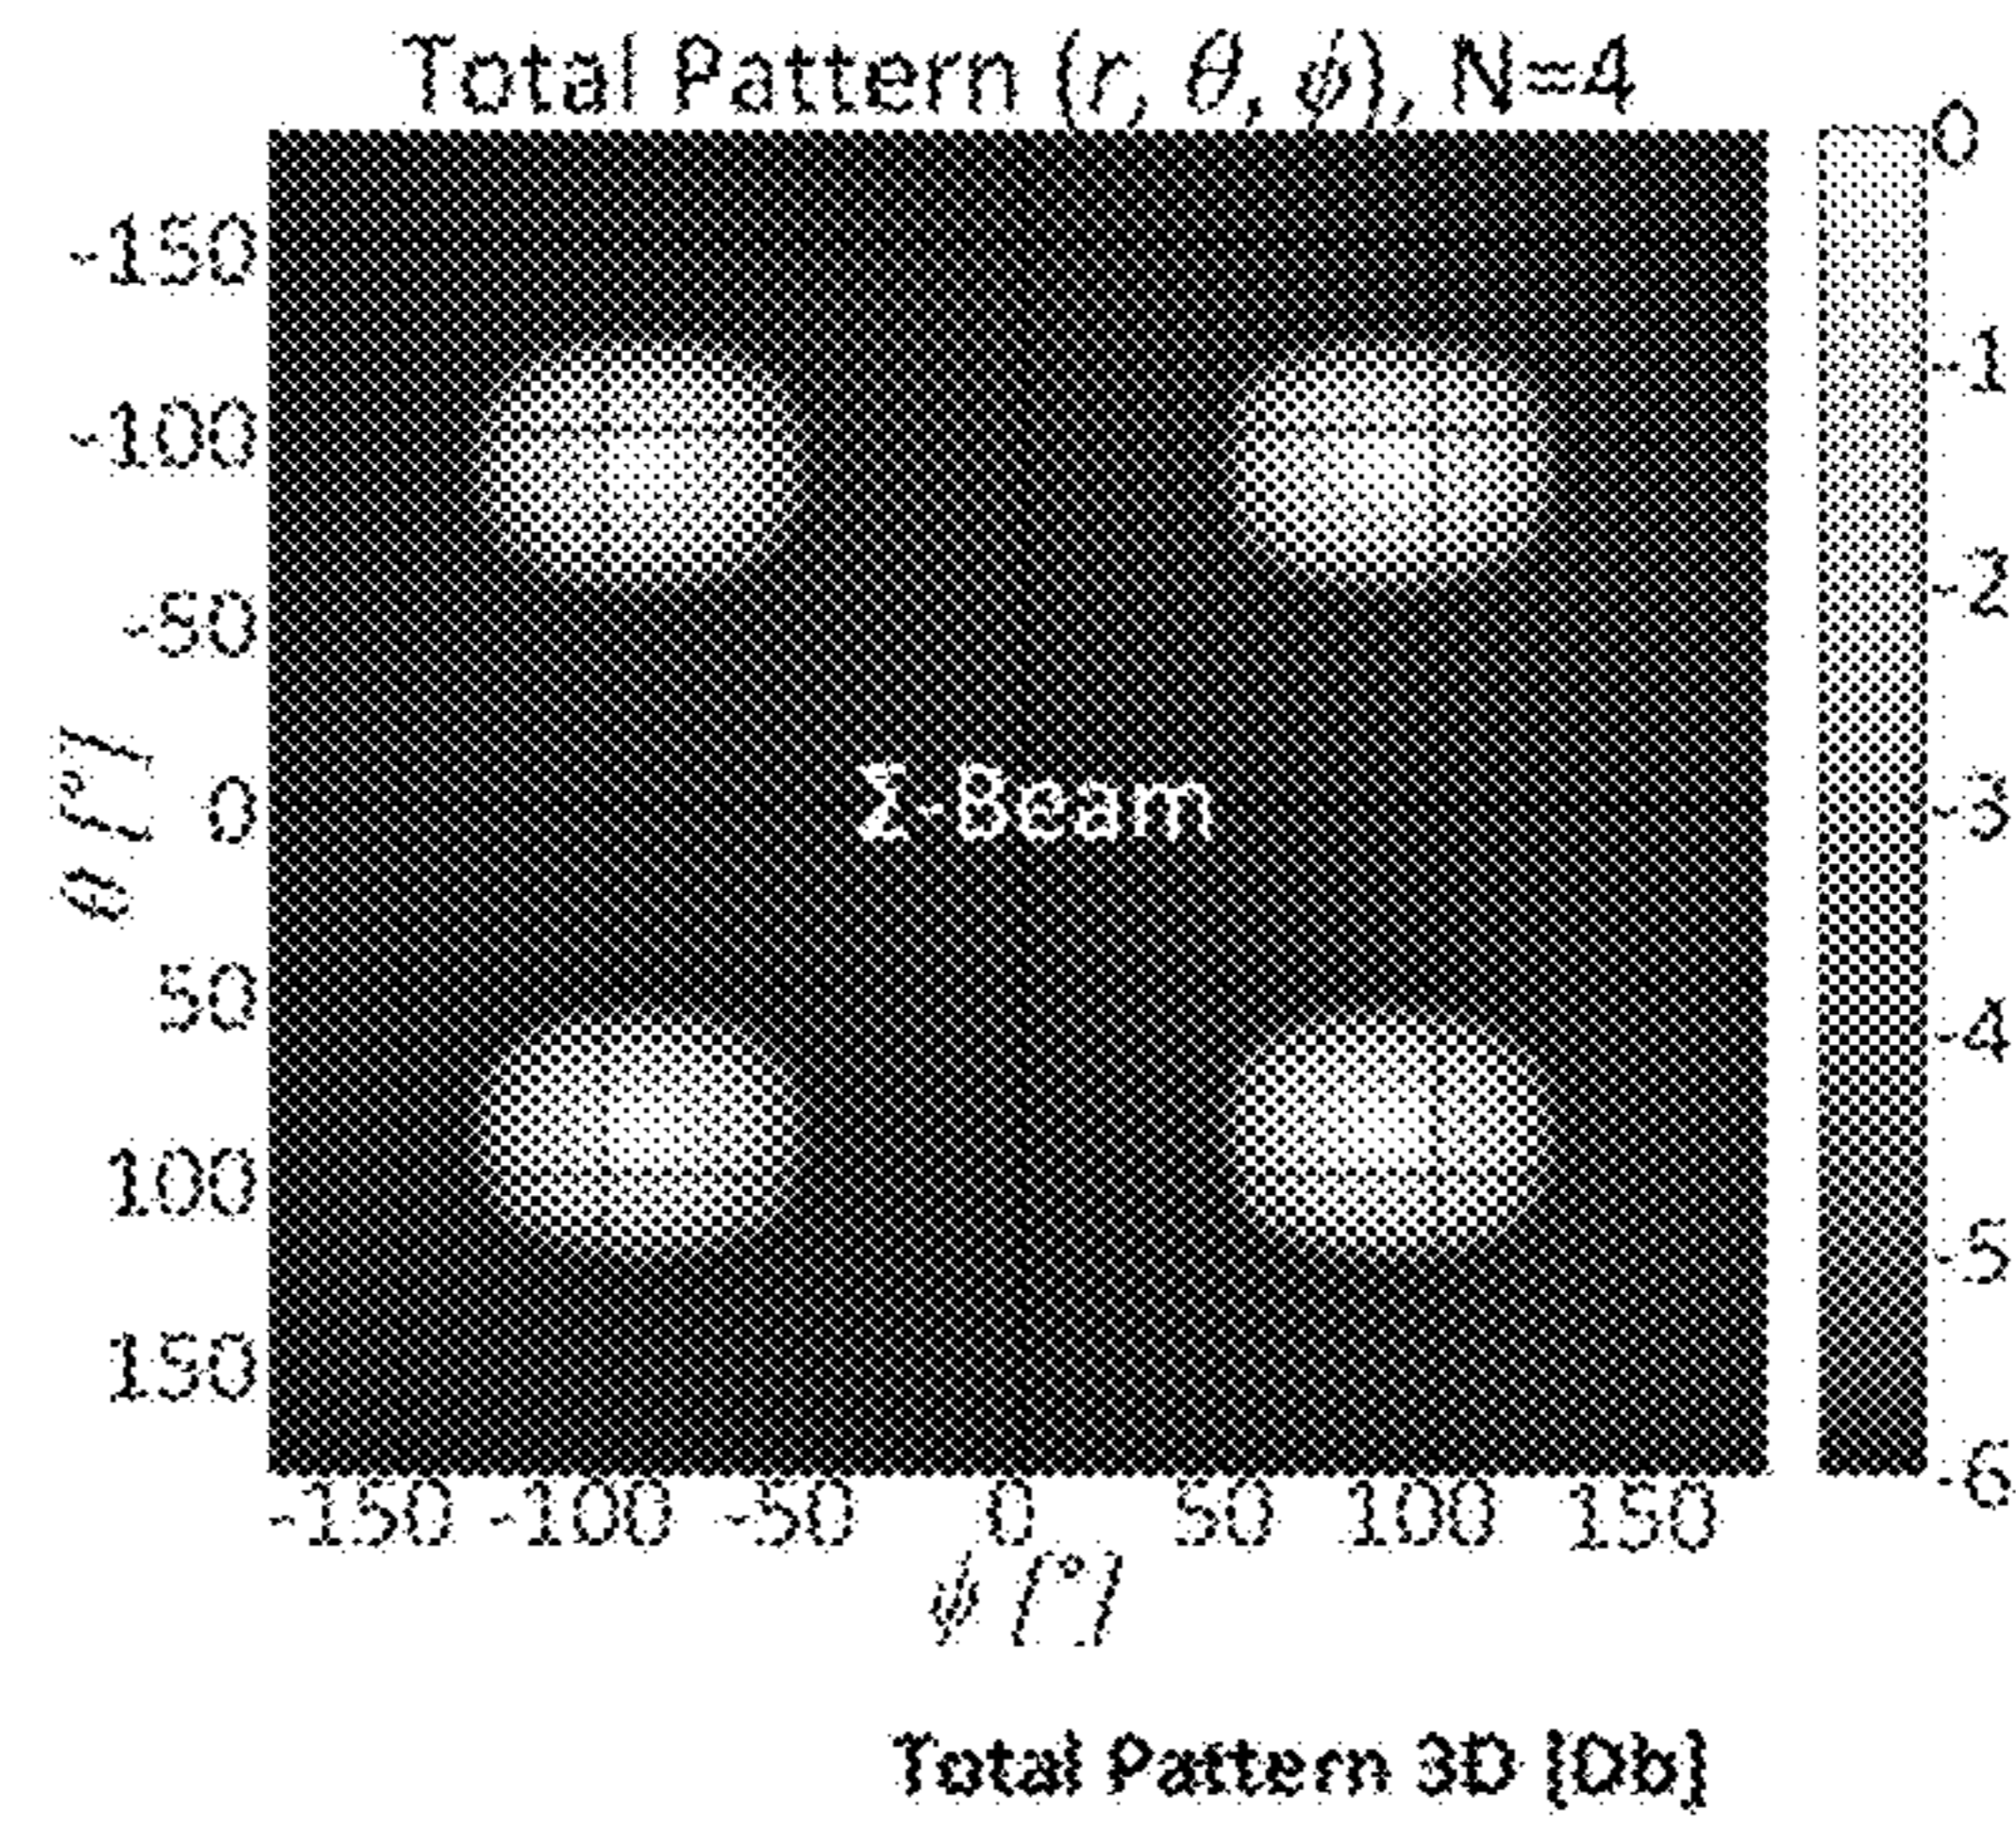 Total Pattern (r, θ, ϕ), N=4
0
-1
-2
-3
-4
-5
-6
-150
-100
-50
0
50
100
150
θ [°]
Σ-Beam
-150 -100 -50 0 50 100 150
ϕ [°]
Total Pattern 3D [Db]